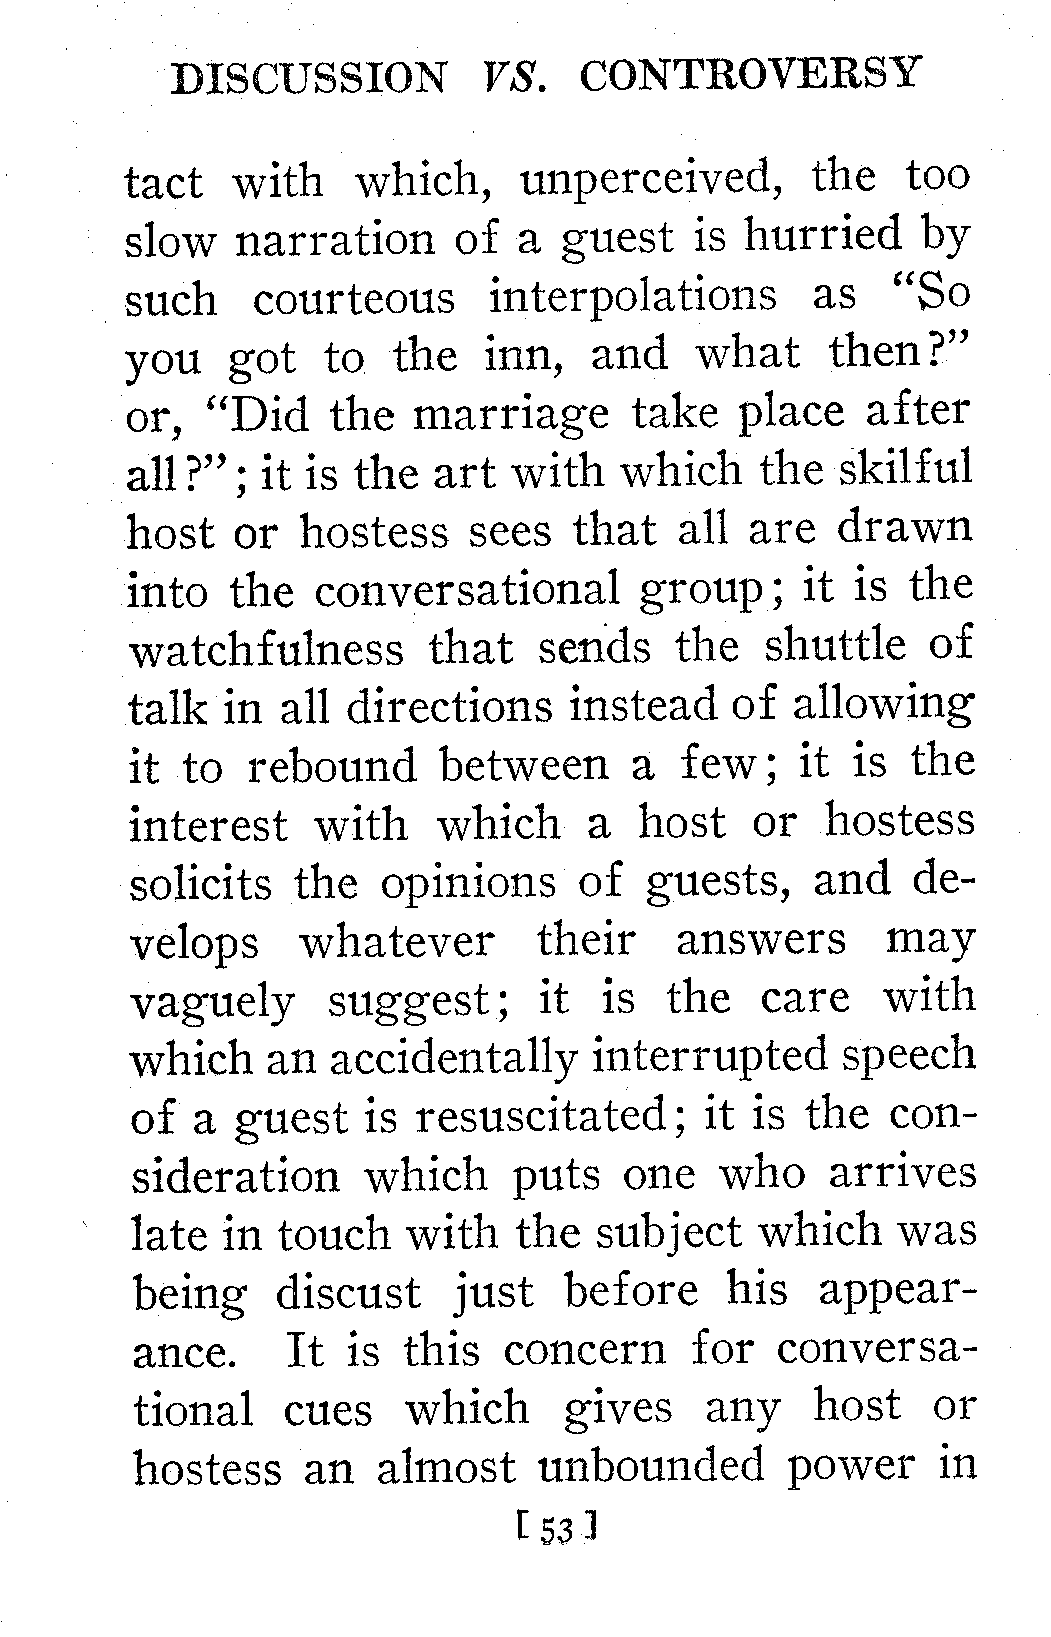 DISCUSSION VS. CONTROVERSY
tact with which, unperceived, the too
slow narration of a guest is hurried by
such courteous interpolations as “So
you got to the inn, and what then?”
or, “Did the marriage take place after
all?”; it is the art with which the skilful
host or hostess sees that all are drawn
into the conversational group; it is the
watchfulness that sends the shuttle of
talk in all directions instead of allowing
it to rebound between a few; it is the
interest with which a host or hostess
solicits the opinions of guests, and de-
velops whatever their answers may
vaguely suggest; it is the care with
which an accidentally interrupted speech
of a guest is resuscitated; it is the con-
sideration which puts one who arrives
late in touch with the subject which was
being discust just before his appear-
ance. It is this concern for conversa-
tional cues which gives any host or
hostess an almost unbounded power in
[ 53 ]